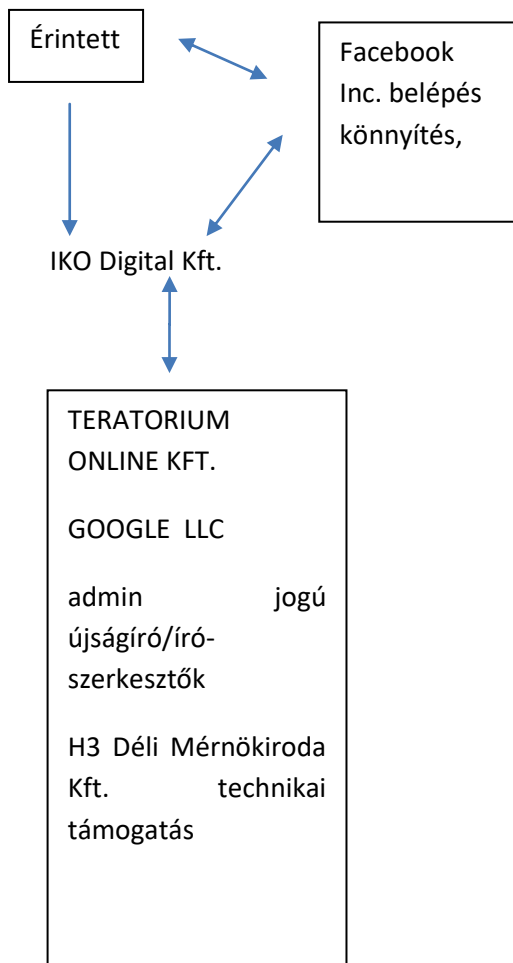 Érintett
Facebook
Inc. belépés
könnyítés,
IKO Digital Kft.
TERATORIUM
ONLINE KFT.
GOOGLE LLC
admin jogú
újságíró/író-
szerkesztők
H3 Déli Mérnökiroda
Kft. technikai
támogatás